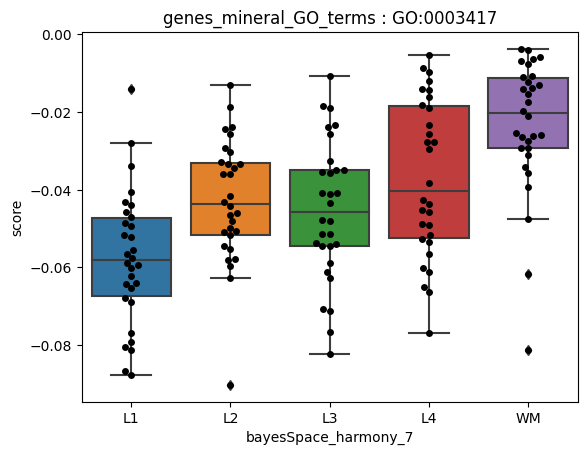 genes_mineral_GO_terms : GO:0003417
0.00
−0.02
−0.04
−0.06
−0.08
score
L1 L2 L3 L4 WM
bayesSpace_harmony_7